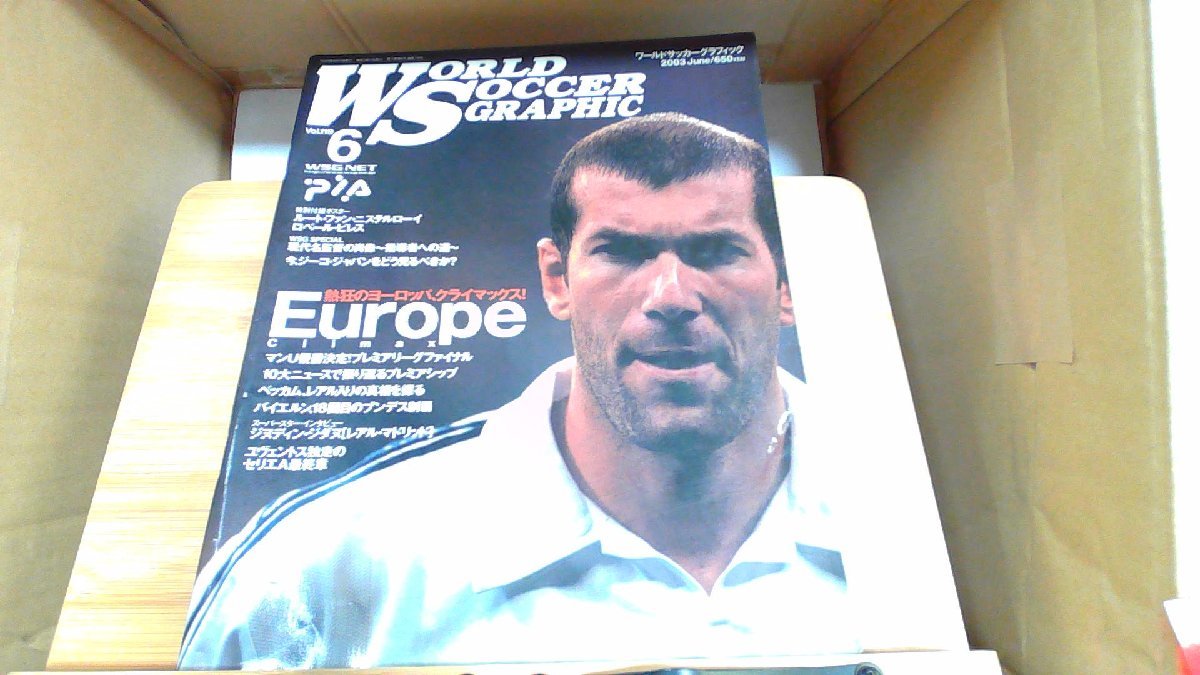 ワールドサッカーグラフィック
2003 June/650
WORLD
SOCCER
GRAPHIC
6
WSG NET
PIA
特別付録ポスター
ルート・ファン・ニステルローイ
ロベール・ピレス
WSG SPECIAL
現代名監督の肖像〜指導者への道〜
今、ジーコ・ジャパンをどう見るべきか?
熱狂のヨーロッパ、クライマックス!
Europe
Climax
マンU優勝決定!プレミアリーグファイナル
10大ニュースで振り返るプレミアシップ
ベッカム、レアル入りの真相を探る
バイエルン18回目のブンデス制覇
スーパースター・インタビュー
ジヌディン・ジダヌ[レアル・マドリッド]
ユヴェントス独走の
セリエA最終章